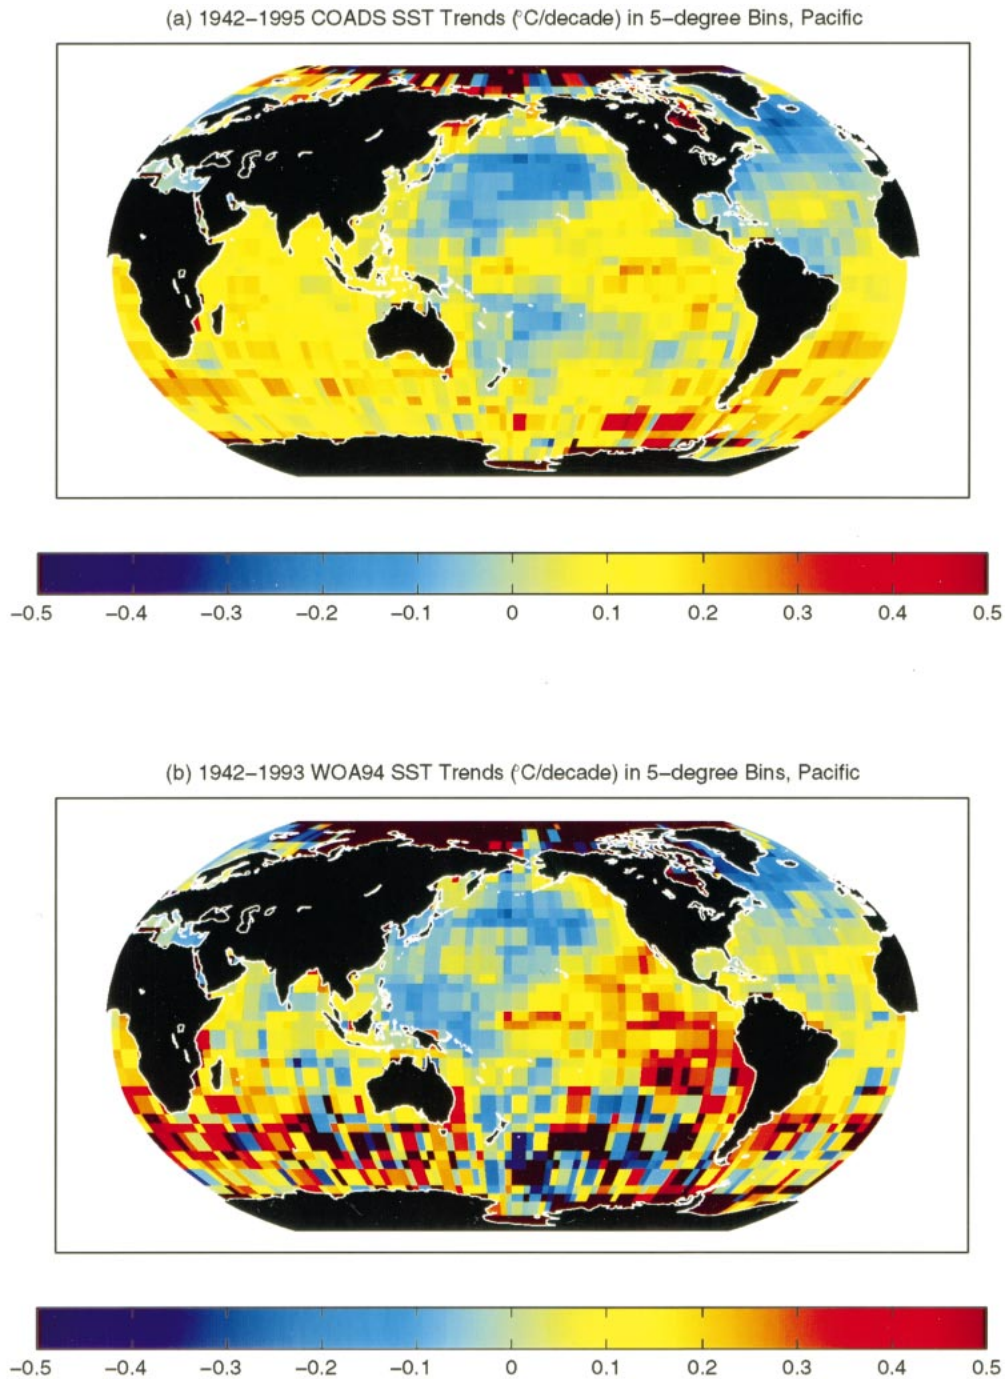 (a) 1942−1995 COADS SST Trends (°C/decade) in 5−degree Bins, Pacific
−0.5 −0.4 −0.3 −0.2 −0.1 0 0.1 0.2 0.3 0.4 0.5
(b) 1942−1993 WOA94 SST Trends (°C/decade) in 5−degree Bins, Pacific
−0.5 −0.4 −0.3 −0.2 −0.1 0 0.1 0.2 0.3 0.4 0.5